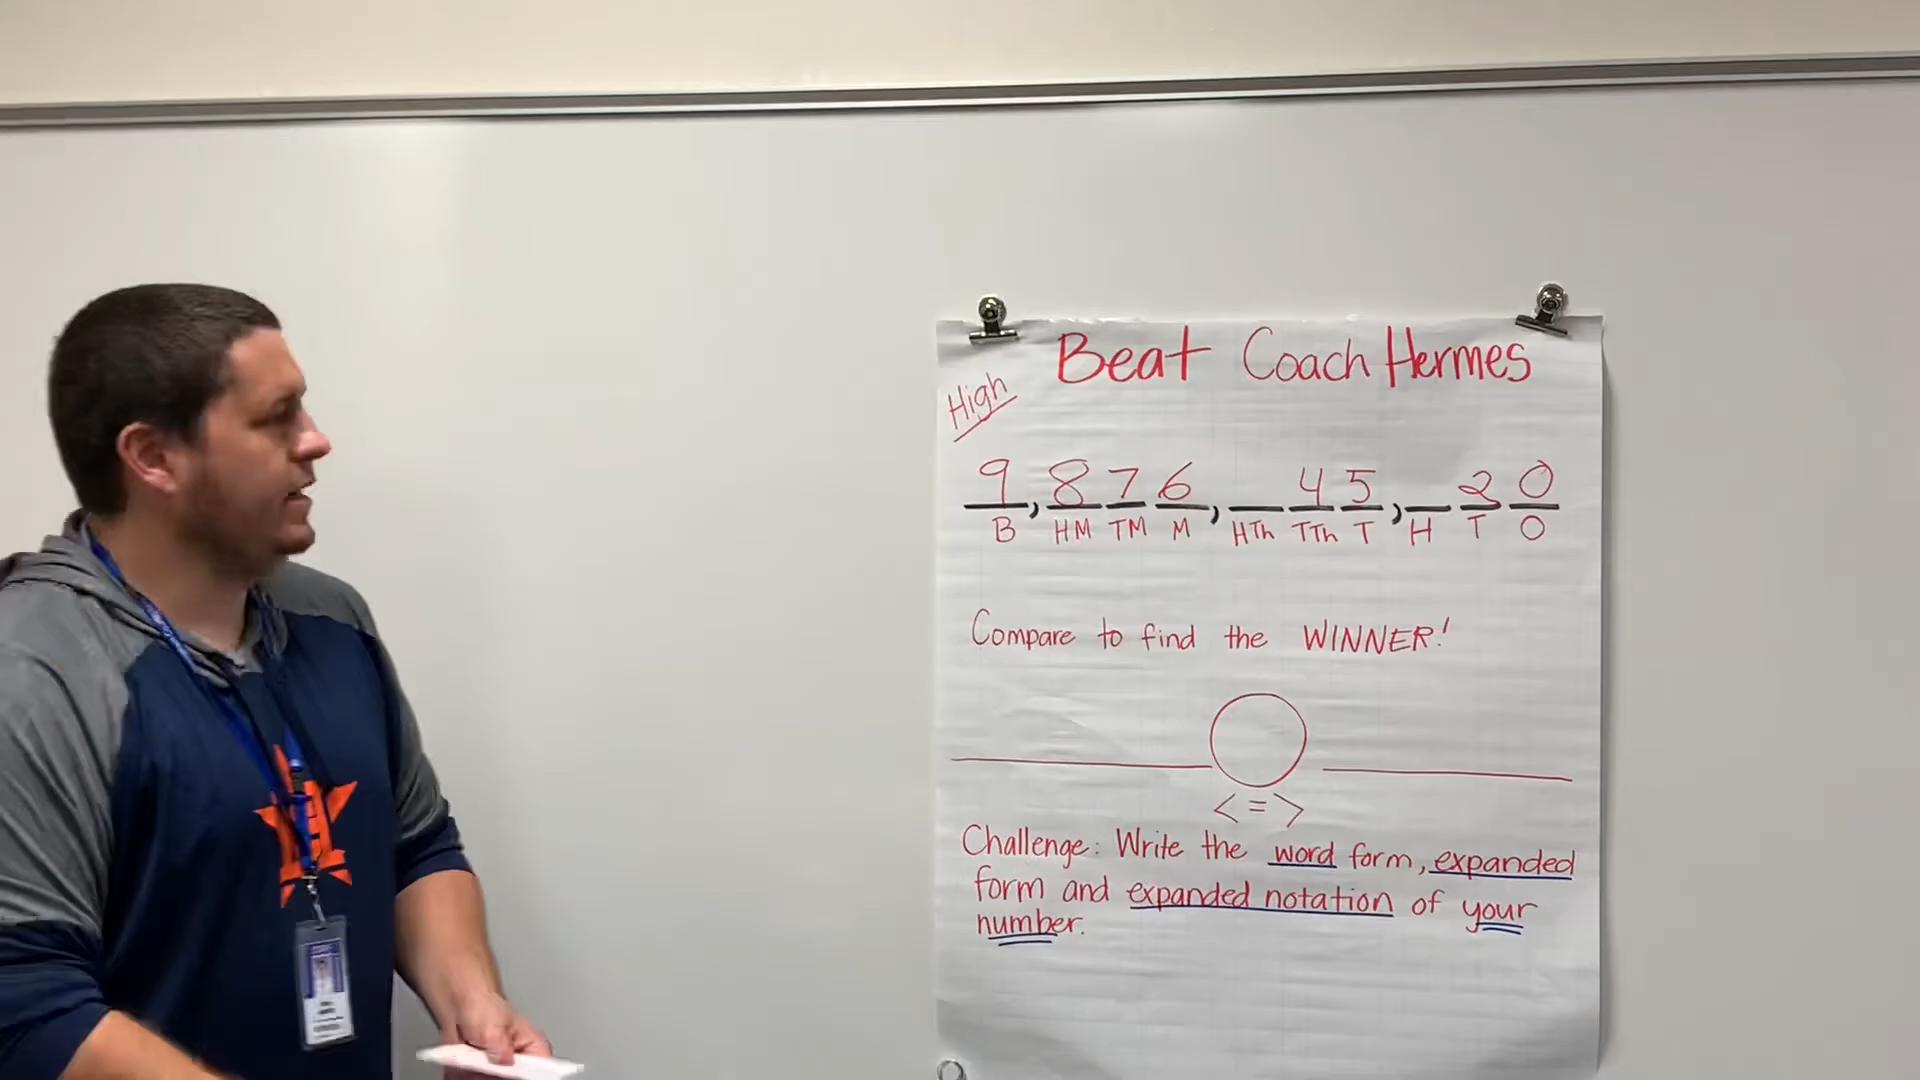 Beat Coach Hermes
High
9, 8 7 6, _ 4 5, _ 2 0
B HM TM M HTh TTh T H T O
Compare to find the WINNER!
< = >
Challenge: Write the word form, expanded
form and expanded notation of your
number.